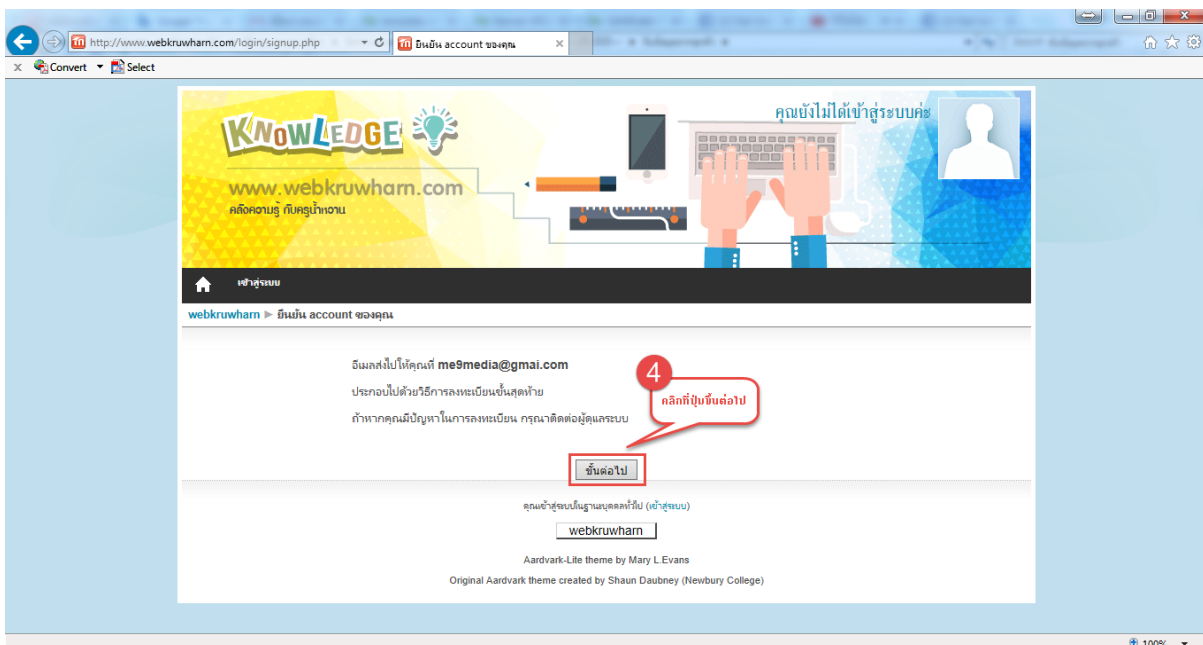 http://www.webkruwharn.com/login/signup.php
ยืนยัน account ของคุณ
x Convert Select
KNOWLEDGE
www.webkruwharn.com
คลังความรู้ กับครูน้ำหวาน
คุณยังไม่ได้เข้าสู่ระบบค่ะ
เข้าสู่ระบบ
webkruwharn ► ยืนยัน account ของคุณ
อีเมลส่งไปให้คุณที่ me9media@gmai.com
ประกอบไปด้วยวิธีการลงทะเบียนขั้นสุดท้าย
ถ้าหากคุณมีปัญหาในการลงทะเบียน กรุณาติดต่อผู้ดูแลระบบ
4
คลิกที่ปุ่มขึ้นต่อไป
ขั้นต่อไป
คุณเข้าสู่ระบบในฐานะบุคคลทั่วไป (เข้าสู่ระบบ)
webkruwharn
Aardvark-Lite theme by Mary L.Evans
Original Aardvark theme created by Shaun Daubney (Newbury College)
100%